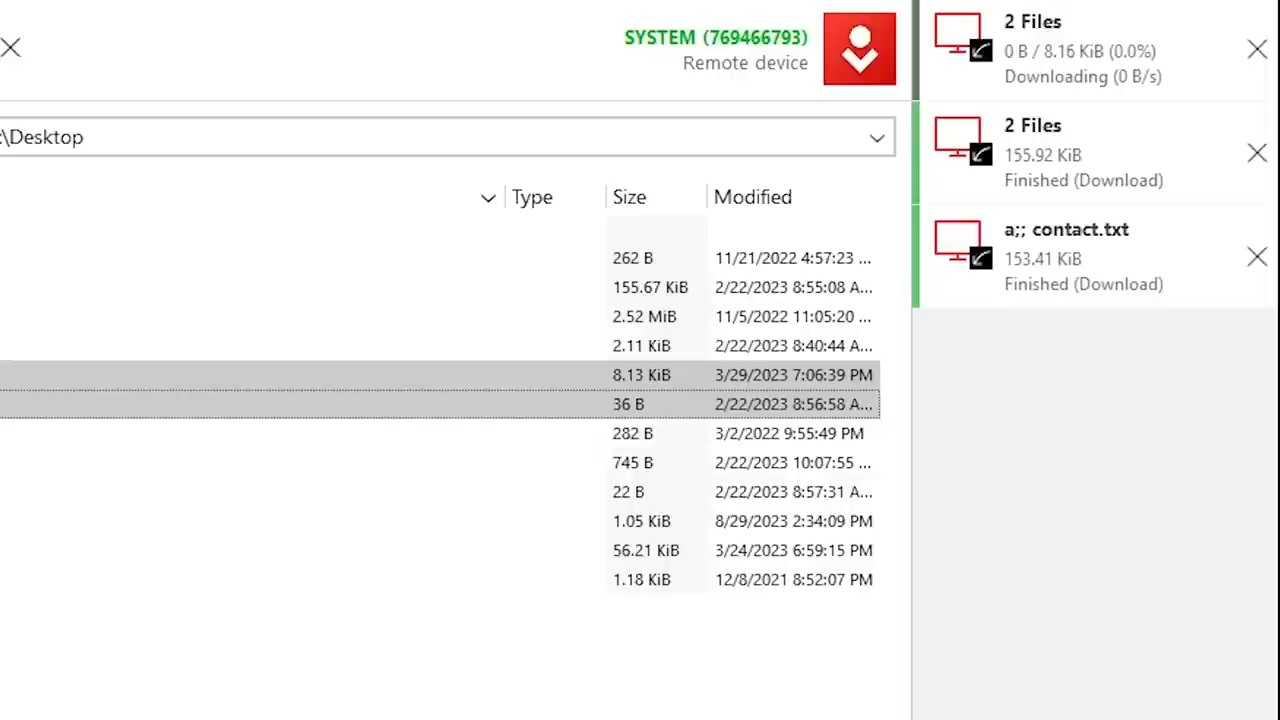 SYSTEM (769466793)
Remote device
:\Desktop
Type Size Modified
262 B 11/21/2022 4:57:23 ...
155.67 KiB 2/22/2023 8:55:08 A...
2.52 MiB 11/5/2022 11:05:20 ...
2.11 KiB 2/22/2023 8:40:44 A...
8.13 KiB 3/29/2023 7:06:39 PM
36 B 2/22/2023 8:56:58 A...
282 B 3/2/2022 9:55:49 PM
745 B 2/22/2023 10:07:55 ...
22 B 2/22/2023 8:57:31 A...
1.05 KiB 8/29/2023 2:34:09 PM
56.21 KiB 3/24/2023 6:59:15 PM
1.18 KiB 12/8/2021 8:52:07 PM
2 Files
0 B / 8.16 KiB (0.0%)
Downloading (0 B/s)
2 Files
155.92 KiB
Finished (Download)
a;; contact.txt
153.41 KiB
Finished (Download)